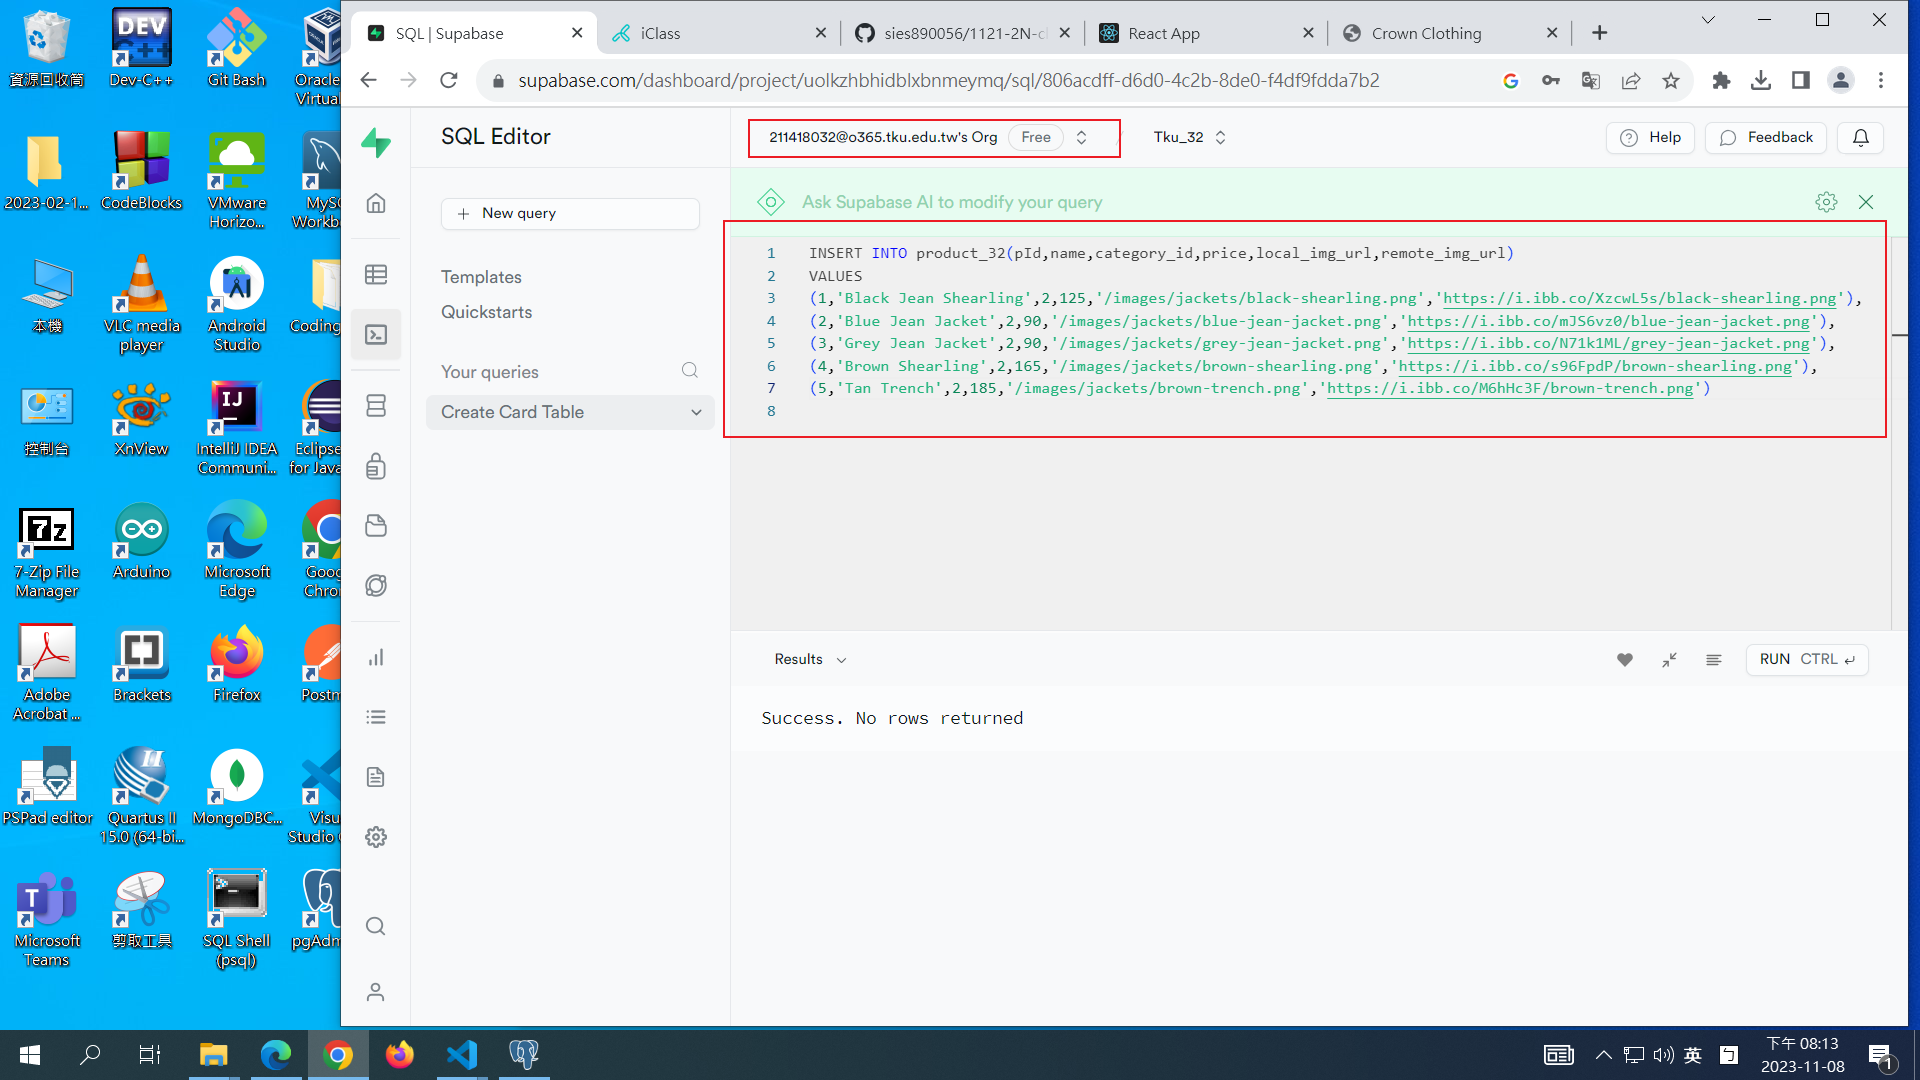 SQL | Supabase
iClass
sies890056/1121-2N-cl
React App
Crown Clothing
supabase.com/dashboard/project/uolkzhbhidblxbnmeymq/sql/806acdff-d6d0-4c2b-8de0-f4df9fdda7b2
SQL Editor
211418032@o365.tku.edu.tw's Org
Free
Tku_32
Help
Feedback
New query
Templates
Quickstarts
Your queries
Create Card Table
Ask Supabase AI to modify your query
1 INSERT INTO product_32(pId,name,category_id,price,local_img_url,remote_img_url)
2 VALUES
3 (1,'Black Jean Shearling',2,125,'/images/jackets/black-shearling.png','https://i.ibb.co/XzcwL5s/black-shearling.png'),
4 (2,'Blue Jean Jacket',2,90,'/images/jackets/blue-jean-jacket.png','https://i.ibb.co/mJS6vz0/blue-jean-jacket.png'),
5 (3,'Grey Jean Jacket',2,90,'/images/jackets/grey-jean-jacket.png','https://i.ibb.co/N71k1ML/grey-jean-jacket.png'),
6 (4,'Brown Shearling',2,165,'/images/jackets/brown-shearling.png','https://i.ibb.co/s96FpdP/brown-shearling.png'),
7 (5,'Tan Trench',2,185,'/images/jackets/brown-trench.png','https://i.ibb.co/M6hHc3F/brown-trench.png')
8
Results
RUN CTRL ↵
Success. No rows returned
資源回收筒
DEV
Dev-C++
Git Bash
Oracle
Virtual
2023-02-1...
CodeBlocks
VMware
Horizo...
MySQ
Workb
本機
VLC media
player
Android
Studio
Coding
控制台
XnView
IJ
IntelliJ IDEA
Communi...
Eclipse
for Java
7z
7-Zip File
Manager
Arduino
Microsoft
Edge
Goog
Chro
Adobe
Acrobat ...
Brackets
Firefox
Postm
PSPad editor
II
Quartus II
15.0 (64-bi...
MongoDBC...
Visu
Studio
T
Microsoft
Teams
剪取工具
SQL Shell
(psql)
pgAdm
英
下午 08:13
2023-11-08
1